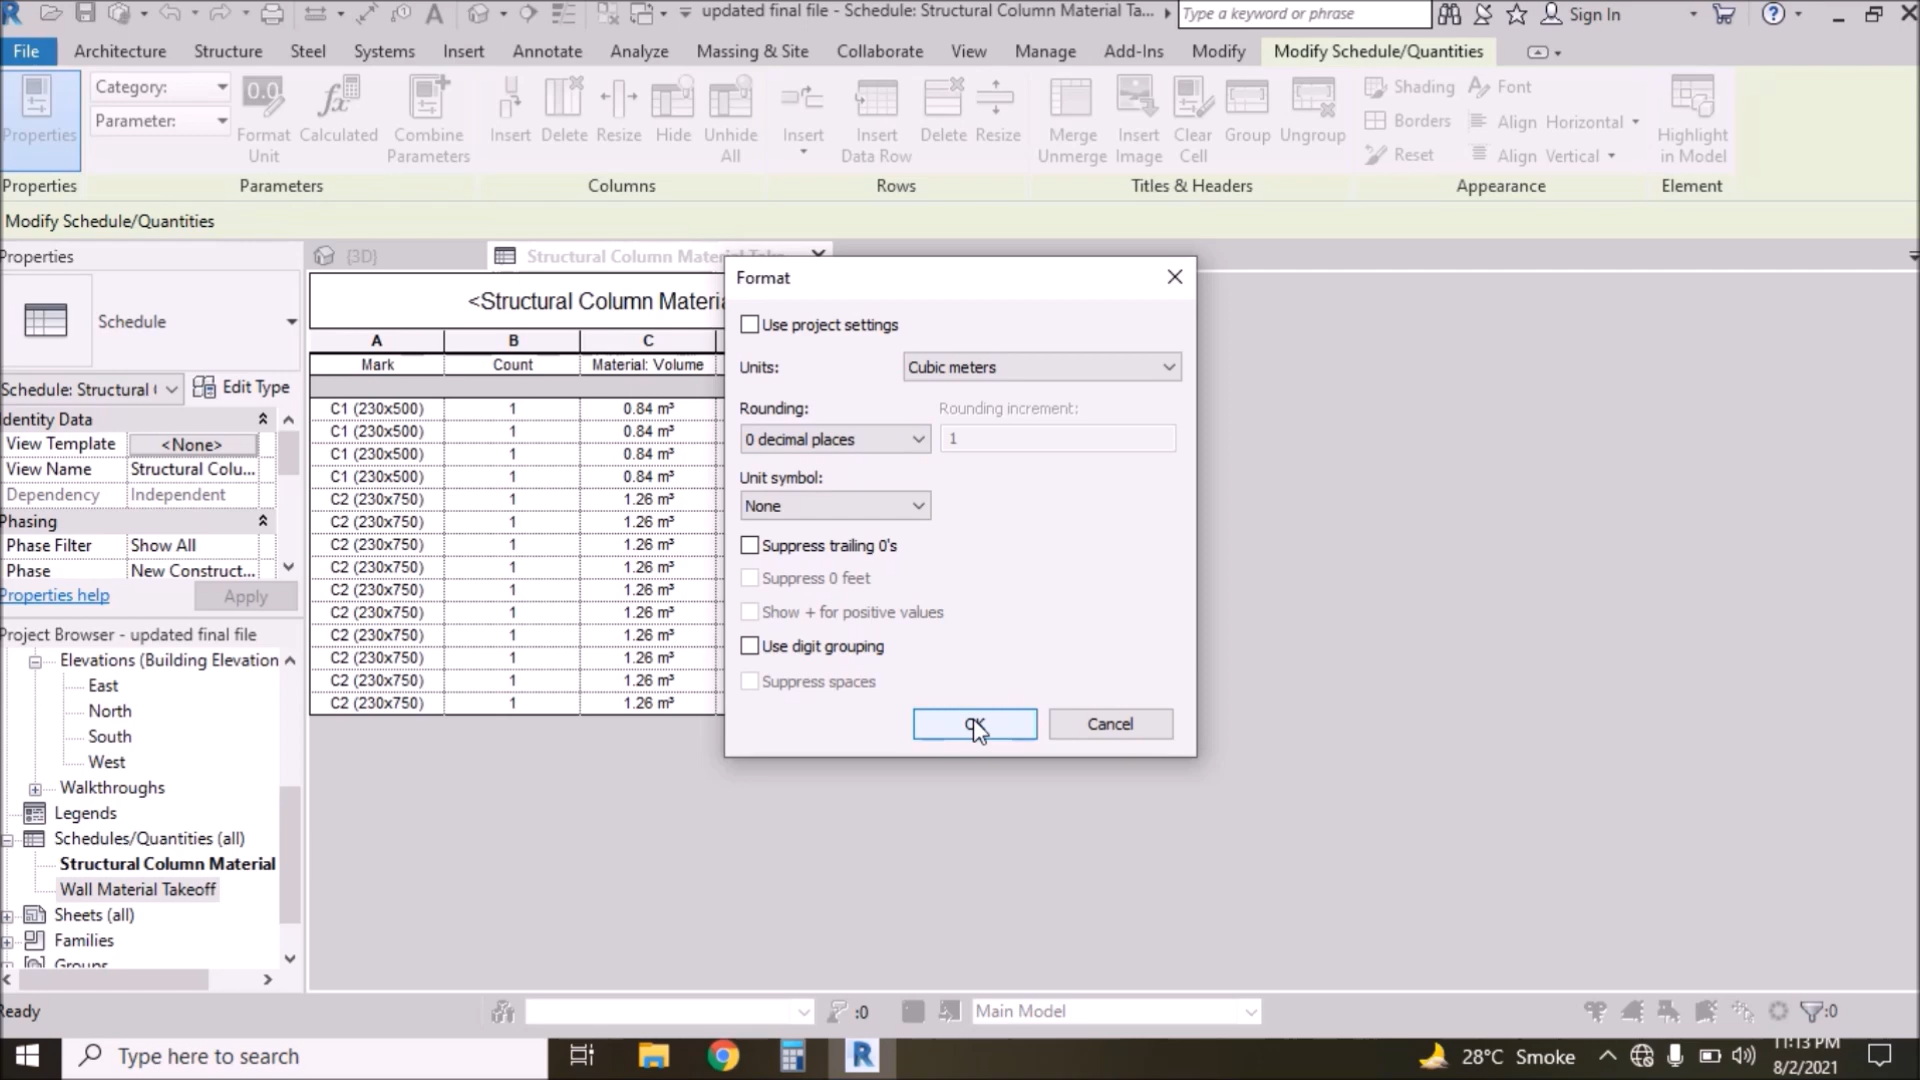 updated final file - Schedule: Structural Column Material Ta...
Type a keyword or phrase
Sign In
File Architecture Structure Steel Systems Insert Annotate Analyze Massing & Site Collaborate View Manage Add-Ins Modify Modify Schedule/Quantities
Category:
Parameter:
Properties
Format Unit
Calculated
Combine Parameters
Insert Delete Resize Hide Unhide All
Insert
Insert Data Row
Delete Resize
Merge Unmerge
Insert Image
Clear Cell
Group Ungroup
Shading
Borders
Reset
Font
Align Horizontal
Align Vertical
Highlight in Model
Properties Parameters Columns Rows Titles & Headers Appearance Element
Modify Schedule/Quantities
Properties
Schedule
Schedule: Structural
Edit Type
Identity Data
View Template <None>
View Name Structural Colu...
Dependency Independent
Phasing
Phase Filter Show All
Phase New Construct...
Properties help
Apply
Project Browser - updated final file
Elevations (Building Elevation
East
North
South
West
Walkthroughs
Legends
Schedules/Quantities (all)
Structural Column Material
Wall Material Takeoff
Sheets (all)
Families
Groups
{3D}
Structural Column Material Take
<Structural Column Materia
A B C
Mark Count Material: Volume
C1 (230x500) 1 0.84 m³
C1 (230x500) 1 0.84 m³
C1 (230x500) 1 0.84 m³
C1 (230x500) 1 0.84 m³
C2 (230x750) 1 1.26 m³
C2 (230x750) 1 1.26 m³
C2 (230x750) 1 1.26 m³
C2 (230x750) 1 1.26 m³
C2 (230x750) 1 1.26 m³
C2 (230x750) 1 1.26 m³
C2 (230x750) 1 1.26 m³
C2 (230x750) 1 1.26 m³
C2 (230x750) 1 1.26 m³
C2 (230x750) 1 1.26 m³
Format
Use project settings
Units: Cubic meters
Rounding: Rounding increment:
0 decimal places 1
Unit symbol:
None
Suppress trailing 0's
Suppress 0 feet
Show + for positive values
Use digit grouping
Suppress spaces
OK
Cancel
Ready
:0
Main Model
:0
Type here to search
28°C Smoke
11:13 PM
8/2/2021